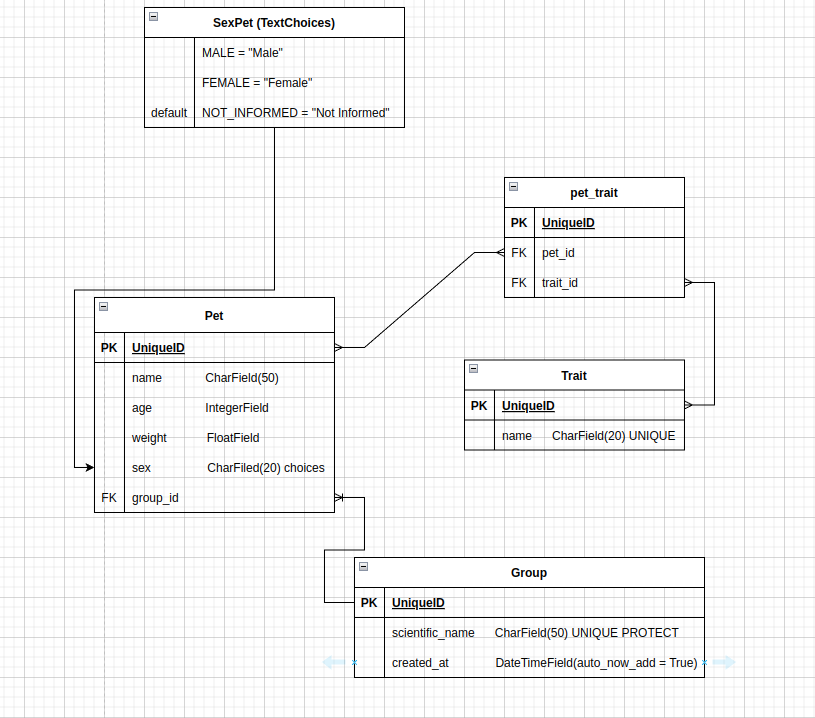 SexPet (TextChoices)
MALE = "Male"
FEMALE = "Female"
default NOT_INFORMED = "Not Informed"
pet_trait
PK UniqueID
FK pet_id
FK trait_id
Pet
PK UniqueID
name CharField(50)
age IntegerField
weight FloatField
sex CharFiled(20) choices
FK group_id
Trait
PK UniqueID
name CharField(20) UNIQUE
Group
PK UniqueID
scientific_name CharField(50) UNIQUE PROTECT
created_at DateTimeField(auto_now_add = True)